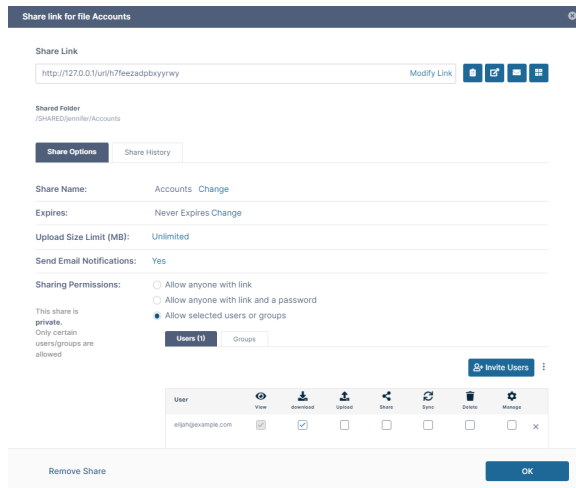 Share link for file Accounts
Share Link
http://127.0.0.1/url/h7feezadpbxyyrwy Modify Link
Shared Folder
/SHARED/jennifer/Accounts
Share Options Share History
Share Name: Accounts Change
Expires: Never Expires Change
Upload Size Limit (MB): Unlimited
Send Email Notifications: Yes
Sharing Permissions: Allow anyone with link
Allow anyone with link and a password
This share is
private.
Only certain
users/groups are
allowed
Allow selected users or groups
Users (1) Groups
Invite Users
User View download Upload Share Sync Delete Manage
elijah@example.com
Remove Share OK